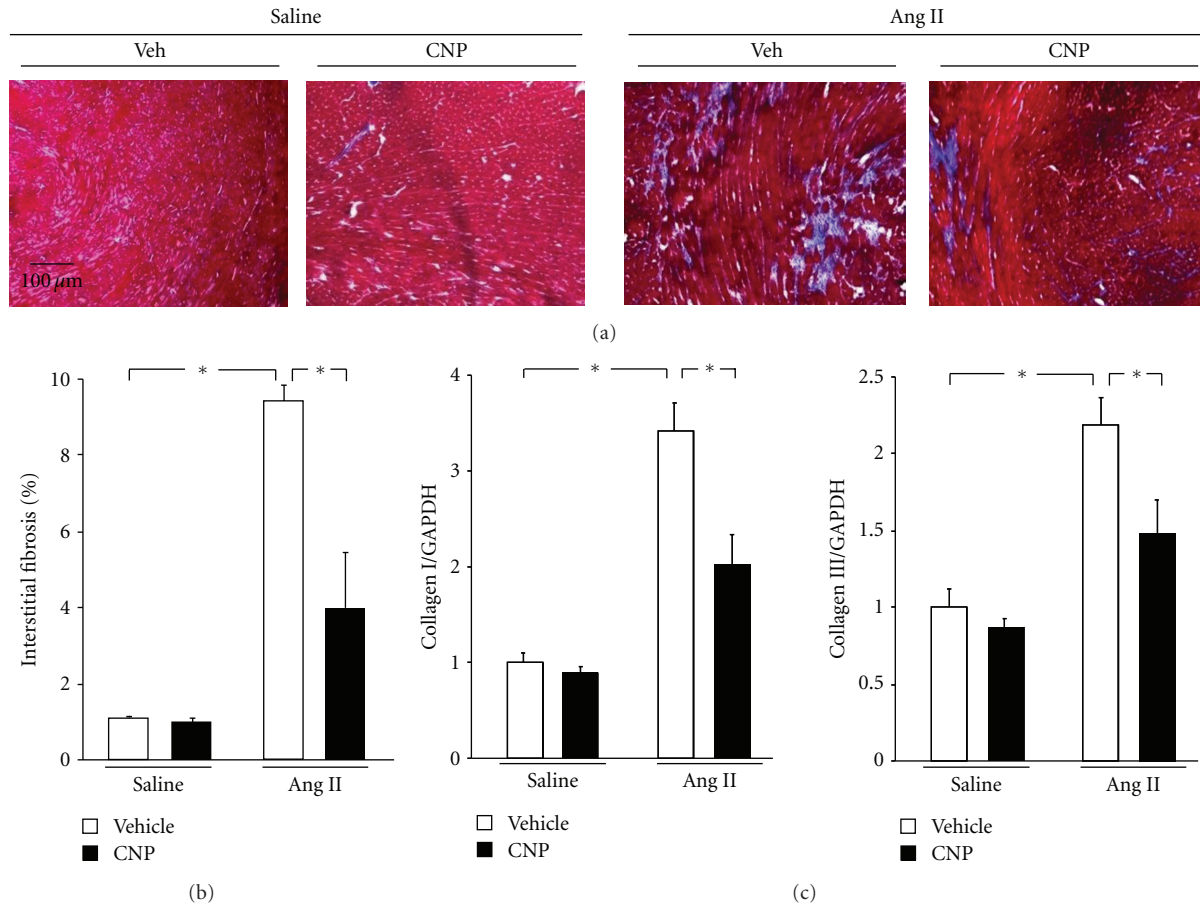 Saline
Ang II
Veh
CNP
Veh
CNP
100 μm
(a)
10
8
6
4
2
0
Interstitial fibrosis (%)
*
*
Saline
Ang II
Vehicle
CNP
(b)
4
3
2
1
0
Collagen I/GAPDH
*
*
Saline
Ang II
Vehicle
CNP
2.5
2
1.5
1
0.5
0
Collagen III/GAPDH
*
*
Saline
Ang II
Vehicle
CNP
(c)